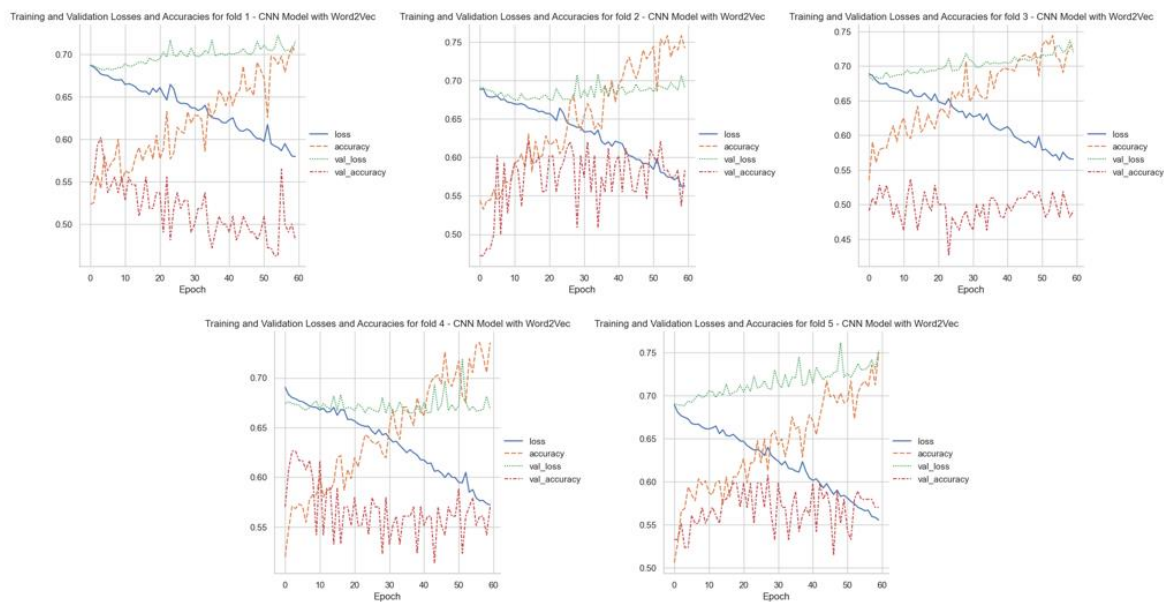 Training and Validation Losses and Accuracies for fold 1 - CNN Model with Word2Vec
0.70
0.65
0.60
0.55
0.50
0 10 20 30 40 50 60
Epoch
loss
accuracy
val_loss
val_accuracy
Training and Validation Losses and Accuracies for fold 2 - CNN Model with Word2Vec
0.75
0.70
0.65
0.60
0.55
0.50
0 10 20 30 40 50 60
Epoch
loss
accuracy
val_loss
val_accuracy
Training and Validation Losses and Accuracies for fold 3 - CNN Model with Word2Vec
0.75
0.70
0.65
0.60
0.55
0.50
0.45
0 10 20 30 40 50 60
Epoch
loss
accuracy
val_loss
val_accuracy
Training and Validation Losses and Accuracies for fold 4 - CNN Model with Word2Vec
0.70
0.65
0.60
0.55
0 10 20 30 40 50 60
Epoch
loss
accuracy
val_loss
val_accuracy
Training and Validation Losses and Accuracies for fold 5 - CNN Model with Word2Vec
0.75
0.70
0.65
0.60
0.55
0.50
0 10 20 30 40 50 60
Epoch
loss
accuracy
val_loss
val_accuracy